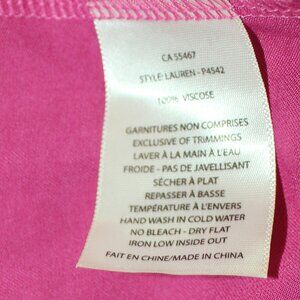 CA 55467
STYLE: LAUREN - P4542
100% VISCOSE
GARNITURES NON COMPRISES
EXCLUSIVE OF TRIMMINGS
LAVER À LA MAIN À L'EAU
FROIDE - PAS DE JAVELLISANT
SÉCHER À PLAT
REPASSER À BASSE
TEMPÉRATURE À L'ENVERS
HAND WASH IN COLD WATER
NO BLEACH - DRY FLAT
IRON LOW INSIDE OUT
FAIT EN CHINE/MADE IN CHINA